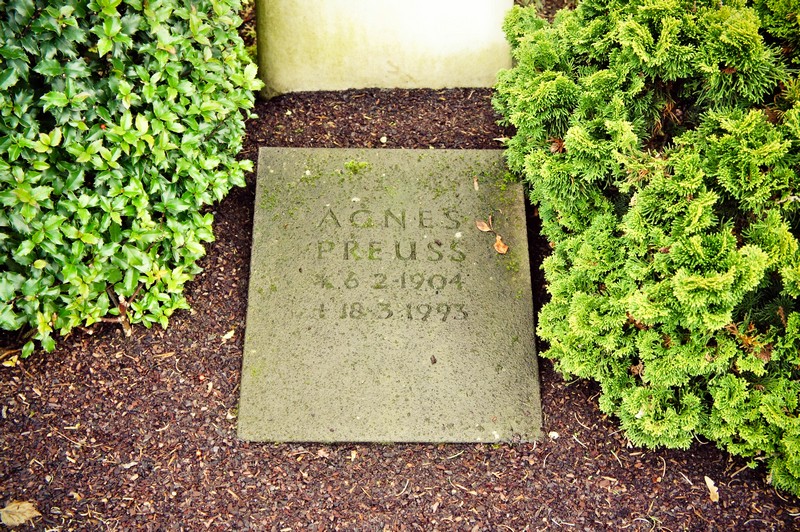 AGNES
PREUSS
* 6·2·1904
† 18·3·1993